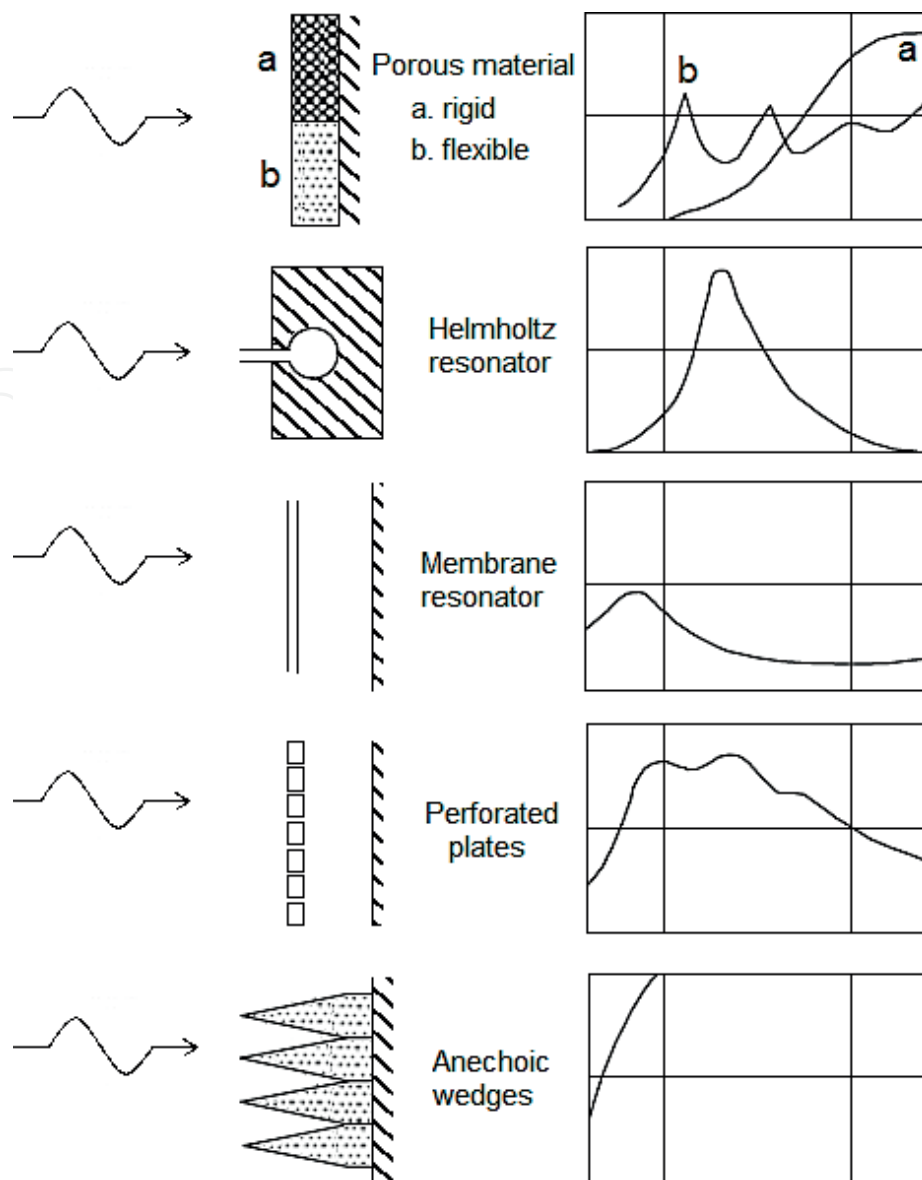 a
b
Porous material
a. rigid
b. flexible
b
a
Helmholtz
resonator
Membrane
resonator
Perforated
plates
Anechoic
wedges